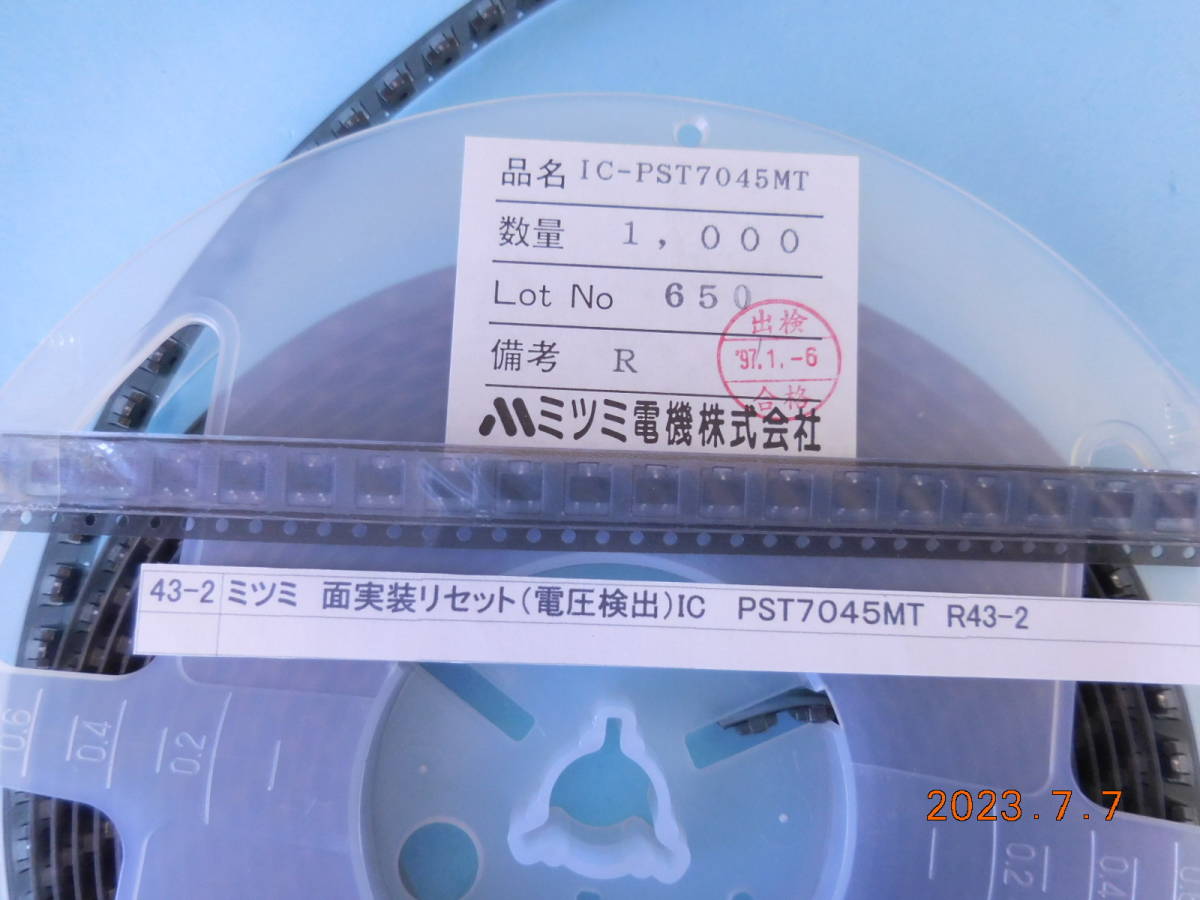 品名 IC-PST7045MT
数量 1,000
Lot No 650
出検
'97.1.-6
合格
備考 R
ミツミ電機株式会社
43-2 ミツミ 面実装リセット(電圧検出)IC PST7045MT R43-2
0.6
0.4
0.2
2023.7.7
0.2
0.4